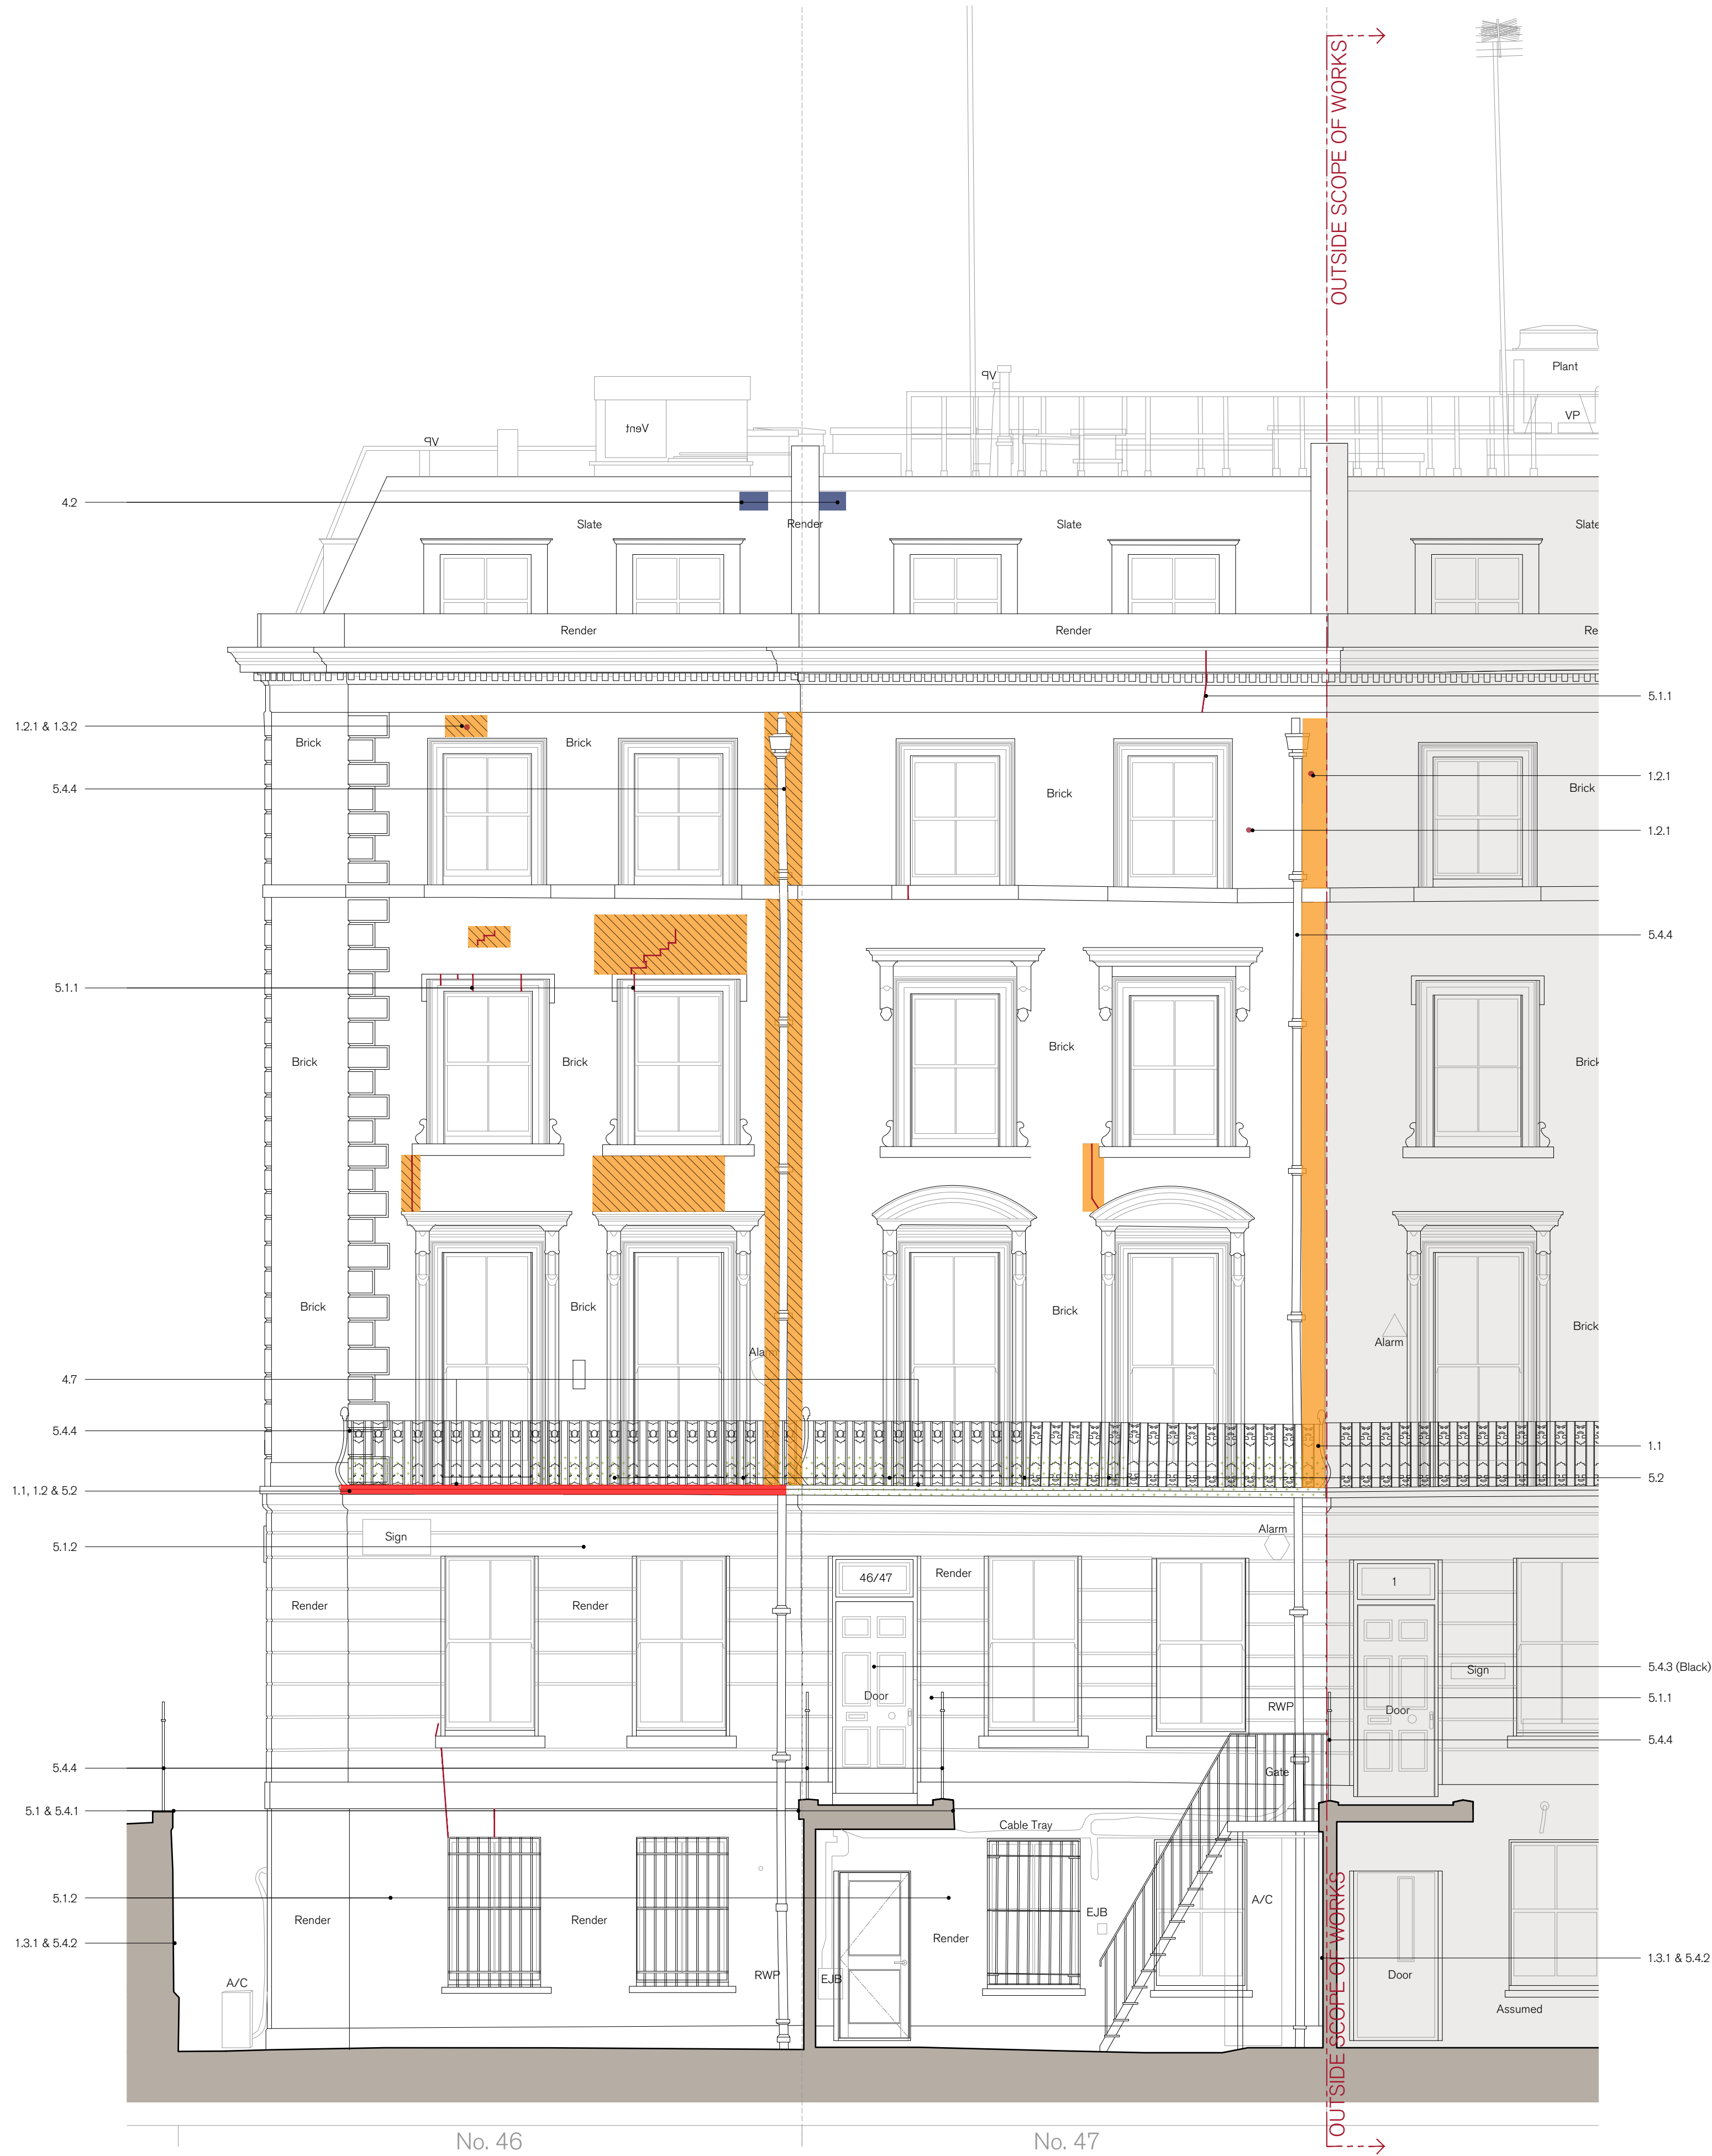 OUTSIDE SCOPE OF WORKS
Plant
VP
VP
VP
Vent
4.2
Slate
Render
Slate
Slate
Render
Render
Re
5.1.1
1.2.1 & 1.3.2
Brick
Brick
1.2.1
5.4.4
Brick
Brick
1.2.1
5.4.4
5.1.1
Brick
Brick
Brick
Brick
Brick
Brick
Brick
Brick
Alarm
Alarm
4.7
5.4.4
1.1
5.2
1.1, 1.2 & 5.2
Sign
Alarm
5.1.2
46/47
Render
1
Render
Render
5.4.3 (Black)
Sign
Door
5.1.1
RWP
Door
5.4.4
5.4.4
Gate
5.1 & 5.4.1
Cable Tray
5.1.2
A/C
EJB
Render
Render
Render
1.3.1 & 5.4.2
1.3.1 & 5.4.2
RWP
EJB
Door
A/C
Assumed
OUTSIDE SCOPE OF WORKS
No. 46
No. 47